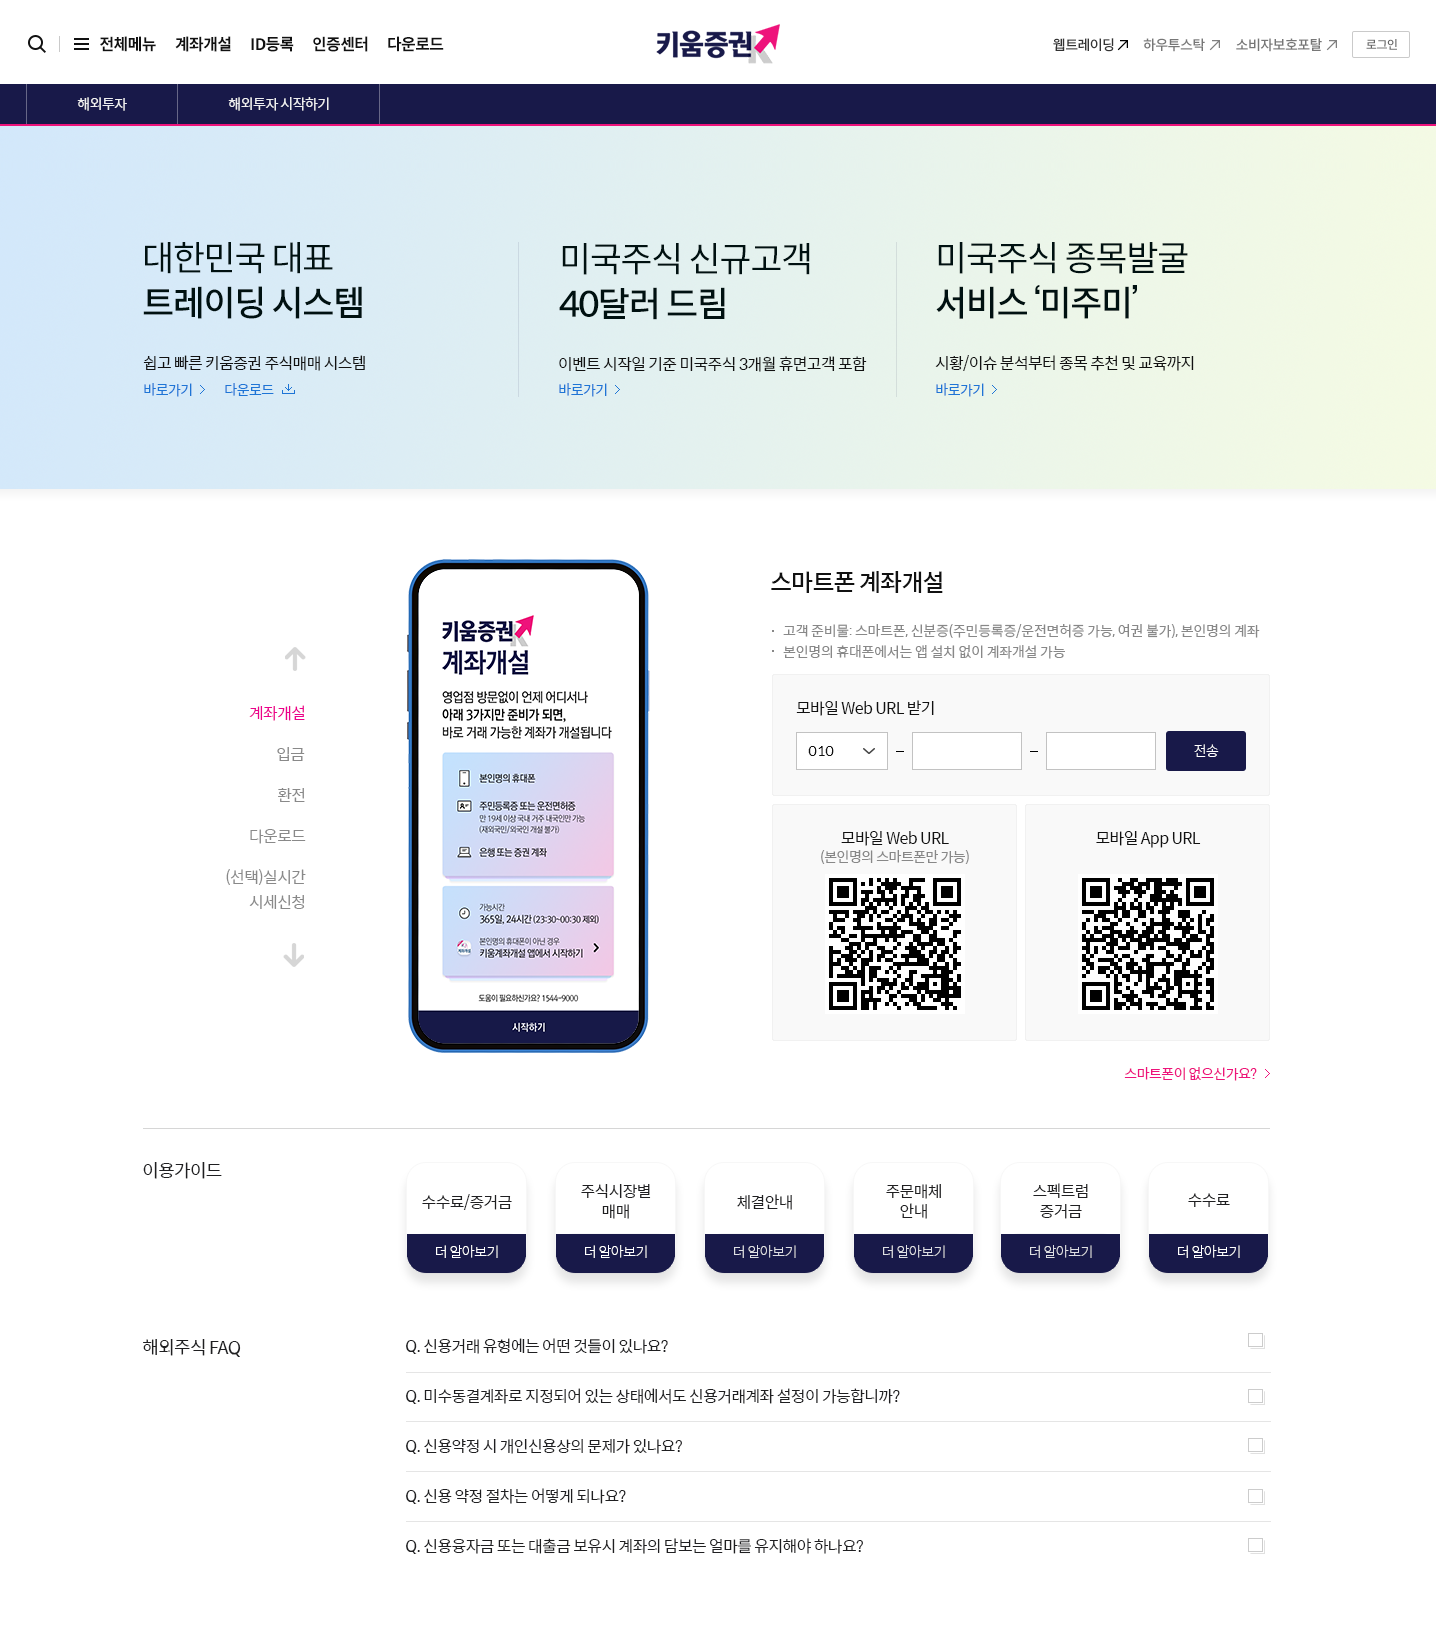 전체메뉴 계좌개설 ID등록 인증센터 다운로드
키움증권
웹트레이딩 하우투스탁 소비자보호포탈 로그인
해외투자 해외투자 시작하기
대한민국 대표
트레이딩 시스템
쉽고 빠른 키움증권 주식매매 시스템
바로가기 다운로드
미국주식 신규고객
40달러 드림
이벤트 시작일 기준 미국주식 3개월 휴면고객 포함
바로가기
미국주식 종목발굴
서비스 ‘미주미’
시황/이슈 분석부터 종목 추천 및 교육까지
바로가기
계좌개설
입금
환전
다운로드
(선택)실시간
시세신청
키움증권
계좌개설
영업점 방문없이 언제 어디서나
아래 3가지만 준비가 되면,
바로 거래 가능한 계좌가 개설됩니다
본인명의 휴대폰
주민등록증 또는 운전면허증
만 19세 이상 국내 거주 내국인만 가능
(재외국민/외국인 개설 불가)
은행 또는 증권 계좌
가능시간
365일, 24시간 (23:30~00:30 제외)
본인명의 휴대폰이 아닌 경우
키움계좌개설 앱에서 시작하기
도움이 필요하신가요? 1544-9000
시작하기
스마트폰 계좌개설
· 고객 준비물: 스마트폰, 신분증(주민등록증/운전면허증 가능, 여권 불가), 본인명의 계좌
· 본인명의 휴대폰에서는 앱 설치 없이 계좌개설 가능
모바일 Web URL 받기
010 – – 전송
모바일 Web URL
(본인명의 스마트폰만 가능)
모바일 App URL
스마트폰이 없으신가요?
이용가이드
수수료/증거금
더 알아보기
주식시장별
매매
더 알아보기
체결안내
더 알아보기
주문매체
안내
더 알아보기
스펙트럼
증거금
더 알아보기
수수료
더 알아보기
해외주식 FAQ
Q. 신용거래 유형에는 어떤 것들이 있나요?
Q. 미수동결계좌로 지정되어 있는 상태에서도 신용거래계좌 설정이 가능합니까?
Q. 신용약정 시 개인신용상의 문제가 있나요?
Q. 신용 약정 절차는 어떻게 되나요?
Q. 신용융자금 또는 대출금 보유시 계좌의 담보는 얼마를 유지해야 하나요?